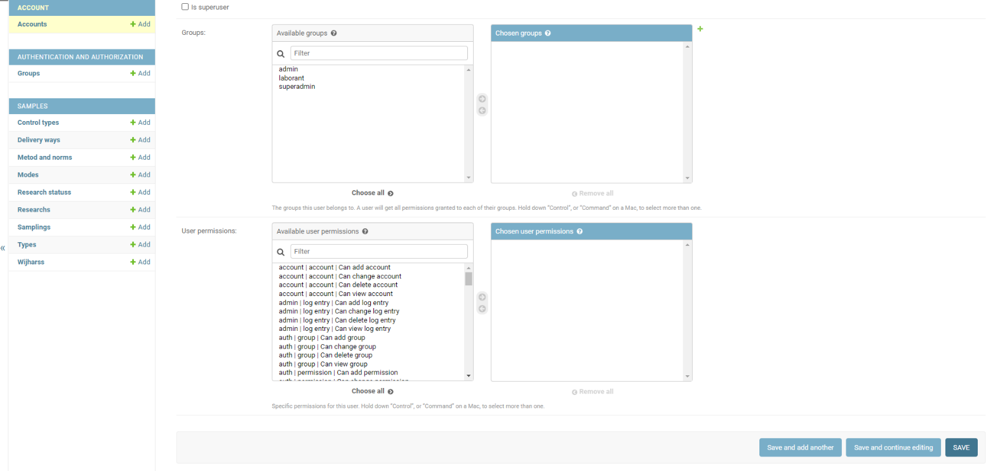 ACCOUNT
Accounts
Add
AUTHENTICATION AND AUTHORIZATION
Groups
Add
SAMPLES
Control types
Add
Delivery ways
Add
Metod and norms
Add
Modes
Add
Research statuss
Add
Researchs
Add
Samplings
Add
Types
Add
Wijharss
Add
«
Is superuser
Groups:
Available groups ?
Filter
admin
laborant
superadmin
Choose all
Chosen groups ?
Remove all
The groups this user belongs to. A user will get all permissions granted to each of their groups. Hold down “Control”, or “Command” on a Mac, to select more than one.
User permissions:
Available user permissions ?
Filter
account | account | Can add account
account | account | Can change account
account | account | Can delete account
account | account | Can view account
admin | log entry | Can add log entry
admin | log entry | Can change log entry
admin | log entry | Can delete log entry
admin | log entry | Can view log entry
auth | group | Can add group
auth | group | Can change group
auth | group | Can delete group
auth | group | Can view group
auth | permission | Can add permission
auth | permission | Can change permission
Choose all
Chosen user permissions ?
Remove all
Specific permissions for this user. Hold down “Control”, or “Command” on a Mac, to select more than one.
Save and add another
Save and continue editing
SAVE